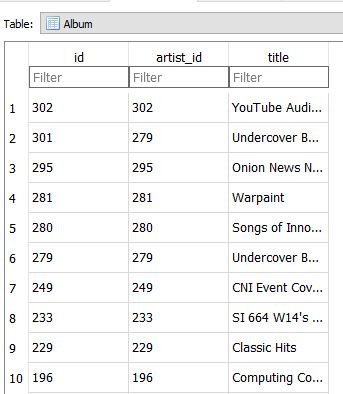 Table: Album
id artist_id title
Filter Filter Filter
1 302 302 YouTube Audi...
2 301 279 Undercover B...
3 295 295 Onion News N...
4 281 281 Warpaint
5 280 280 Songs of Inno...
6 279 279 Undercover B...
7 249 249 CNI Event Cov...
8 233 233 SI 664 W14's ...
9 229 229 Classic Hits
10 196 196 Computing Co...